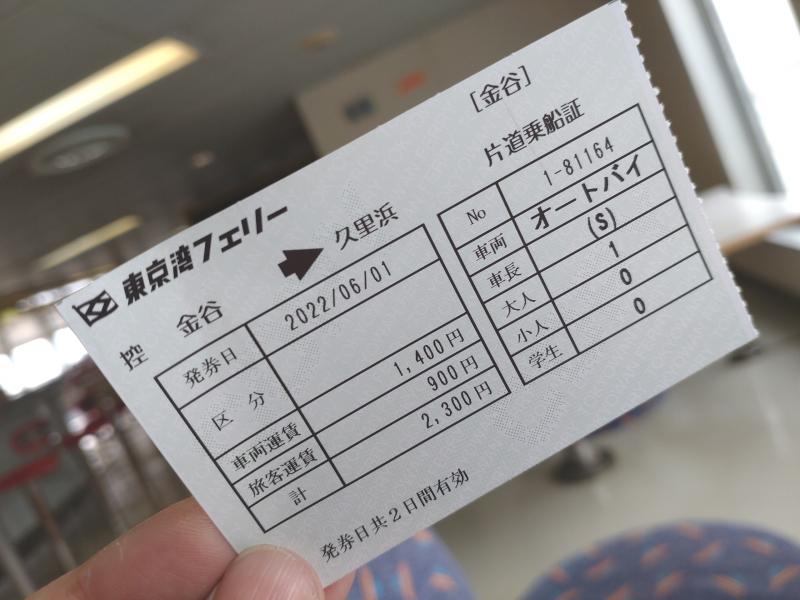 東京湾フェリー
[金谷]
控 金谷 ➡ 久里浜
片道乗船証
発券日 2022/06/01
区分
車両運賃 1,400円
旅客運賃 900円
計 2,300円
No 1-81164
車両 オートバイ
車長 (S)
大人 1
小人 0
学生 0
発券日共2日間有効